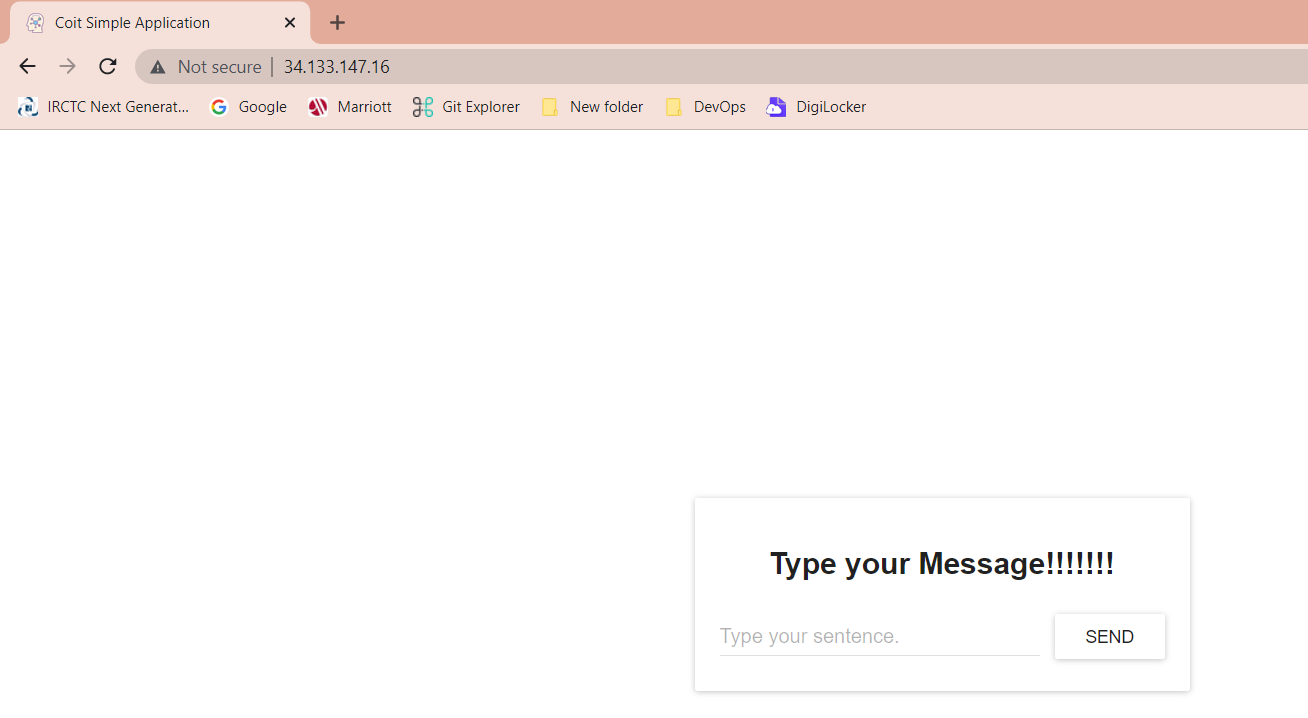 Coit Simple Application
Not secure | 34.133.147.16
IRCTC Next Generat... Google Marriott Git Explorer New folder DevOps DigiLocker
Type your Message!!!!!!!
Type your sentence. SEND